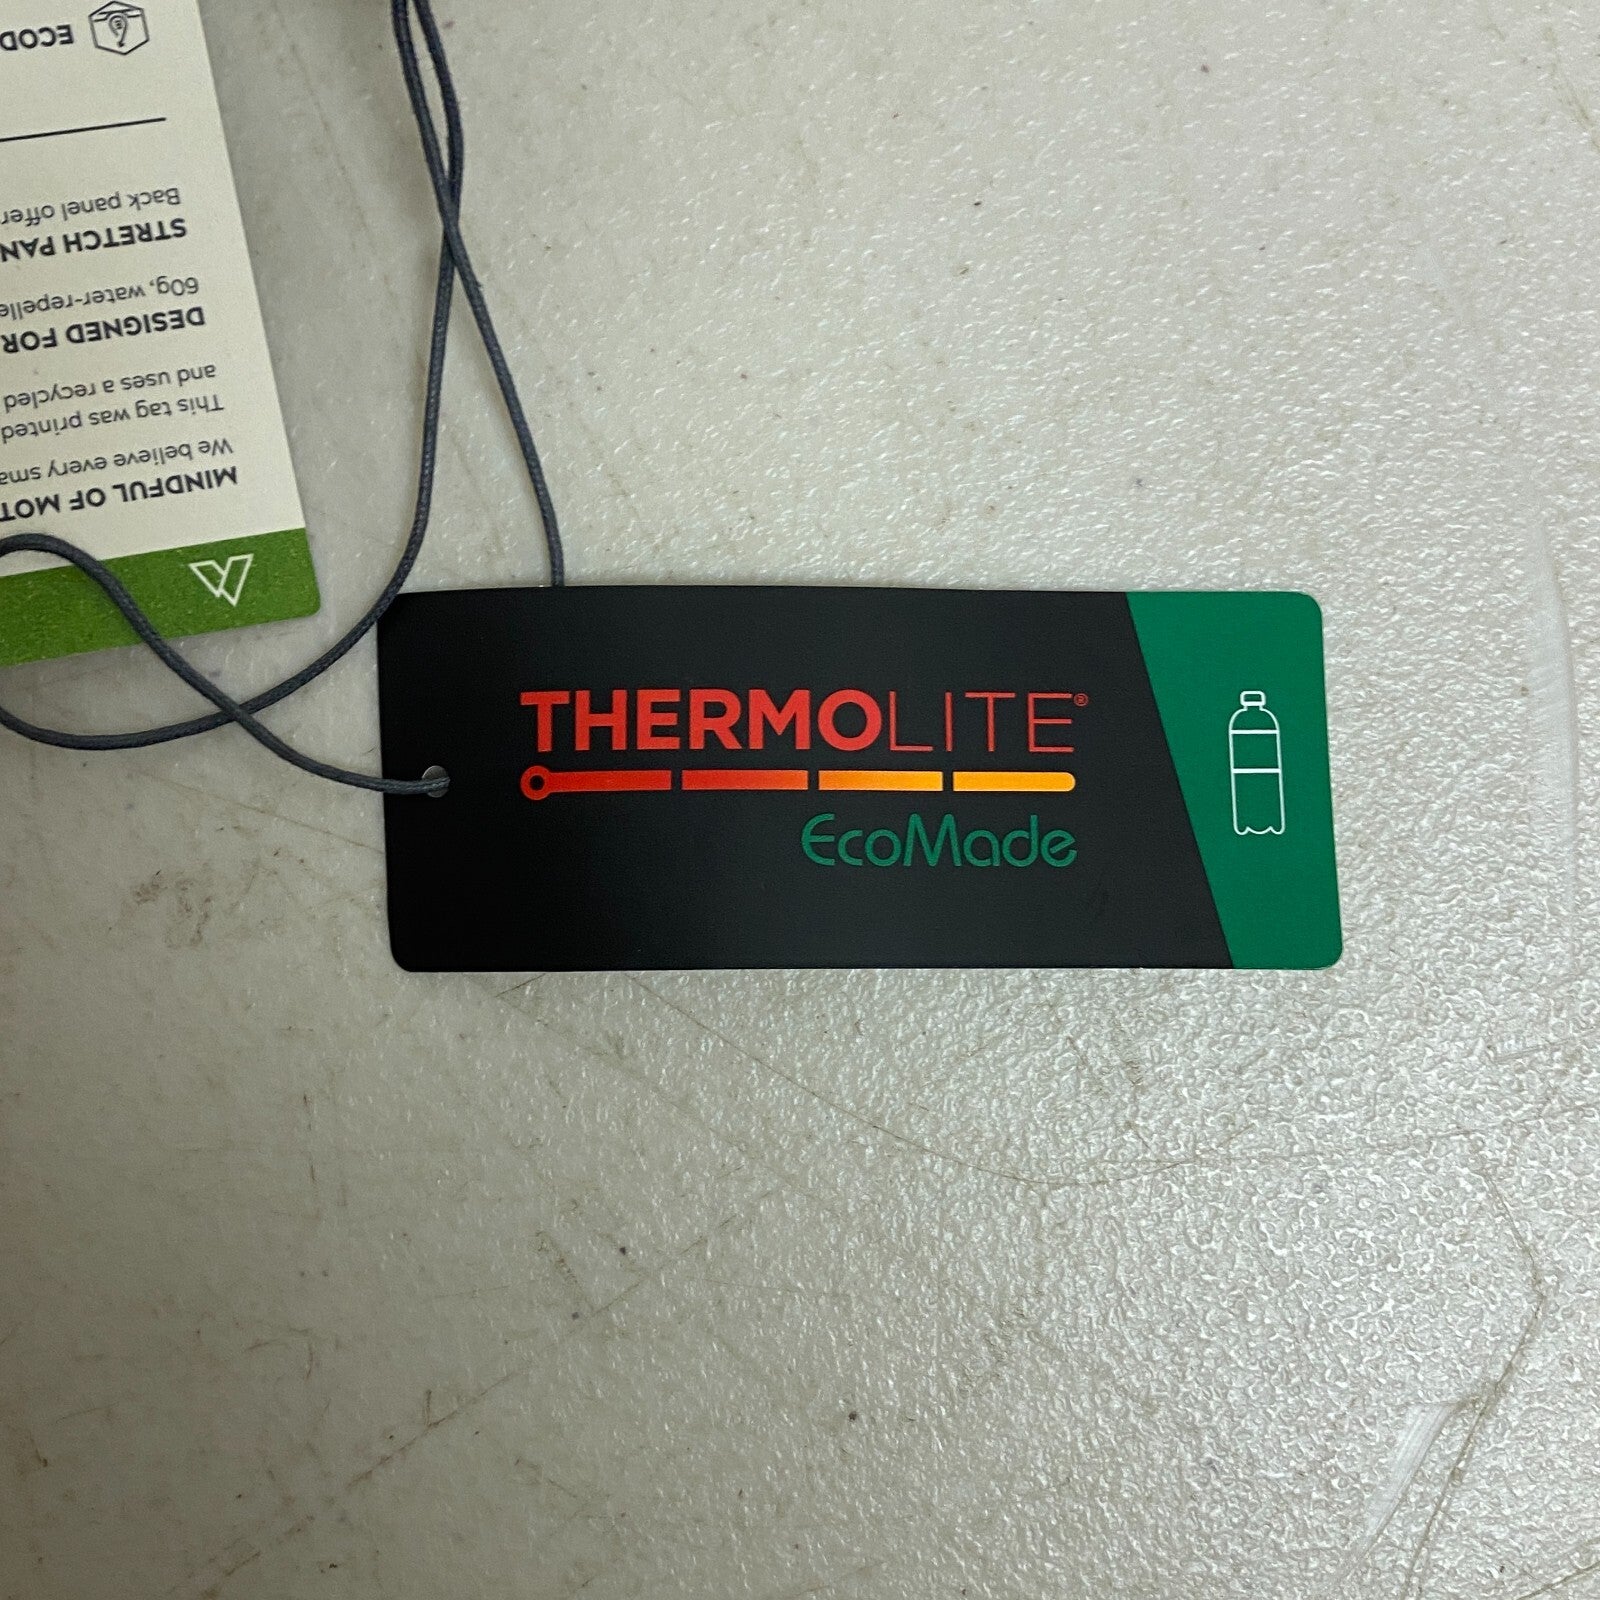 THERMOLITE®
EcoMade
MINDFUL OF MOT
We believe every sma
This tag was printed
and uses a recycled
DESIGNED FOR
60g, water-repelle
STRETCH PAN
Back panel offer
ECOD